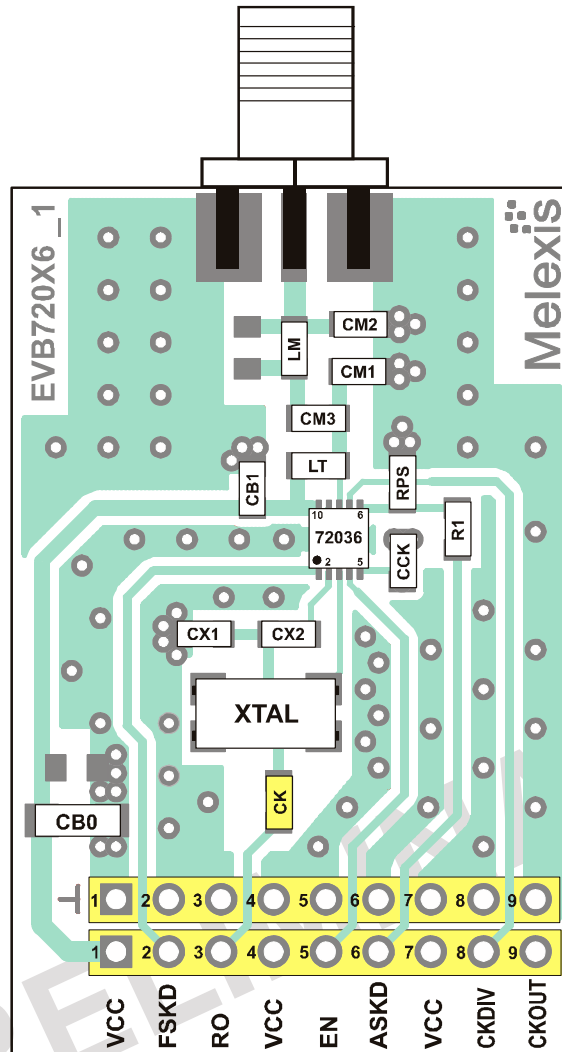 EVB720X6 _1
Melexis
CM2
LM
CM1
CM3
LT
CB1
RPS
10 6
72036
2 5
R1
CCK
CX1 CX2
XTAL
CK
CB0
1 2 3 4 5 6 7 8 9
1 2 3 4 5 6 7 8 9
VCC FSKD RO VCC EN ASKD VCC CKDIV CKOUT